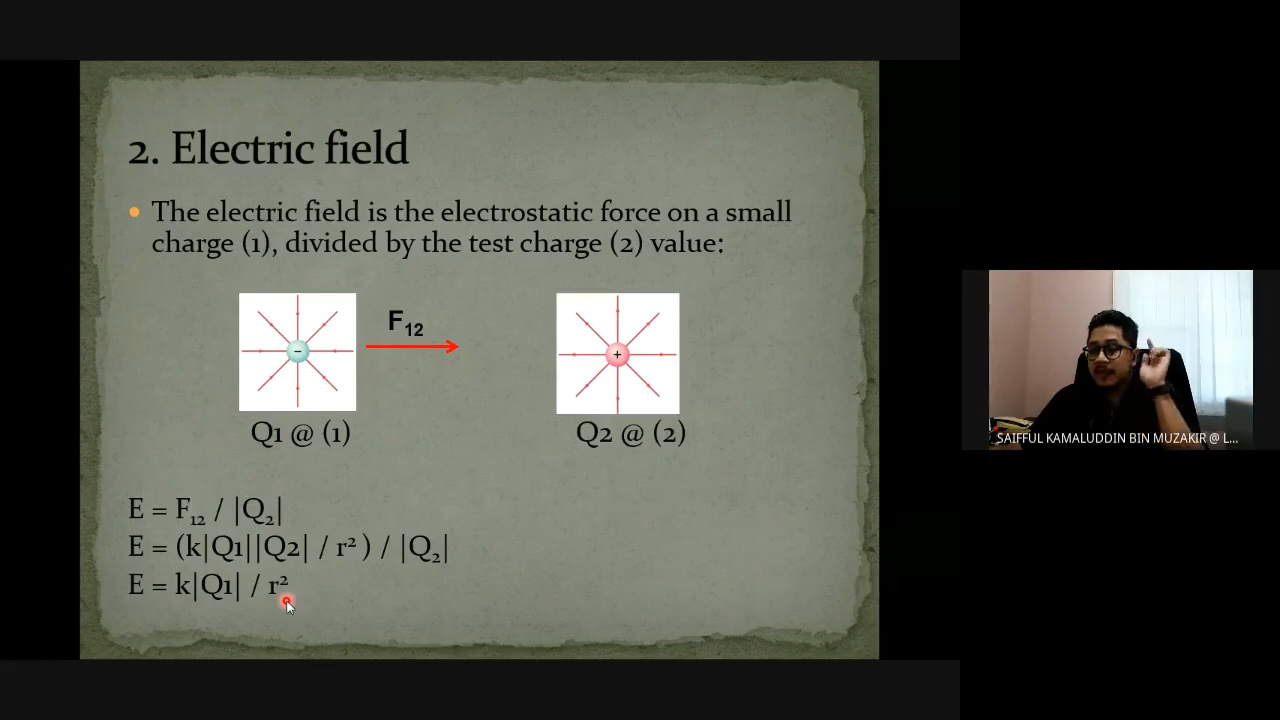 2. Electric field
The electric field is the electrostatic force on a small
charge (1), divided by the test charge (2) value:
F12
− +
Q1 @ (1) Q2 @ (2)
E = F12 / |Q2|
E = (k|Q1||Q2| / r² ) / |Q2|
E = k|Q1| / r²
SAIFFUL KAMALUDDIN BIN MUZAKIR @ L...